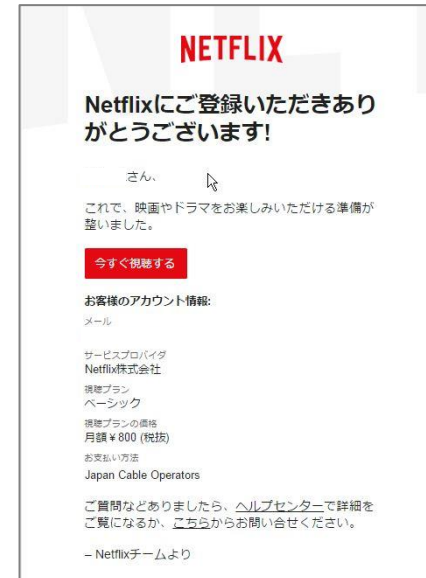 NETFLIX
Netflixにご登録いただきあり
がとうございます!
さん、
これで、映画やドラマをお楽しみいただける準備が
整いました。
今すぐ視聴する
お客様のアカウント情報:
メール
サービスプロバイダ
Netflix株式会社
視聴プラン
ベーシック
視聴プランの価格
月額 ¥ 800 (税抜)
お支払い方法
Japan Cable Operators
ご質問などありましたら、ヘルプセンターで詳細を
ご覧になるか、こちらからお問い合せください。
– Netflixチームより